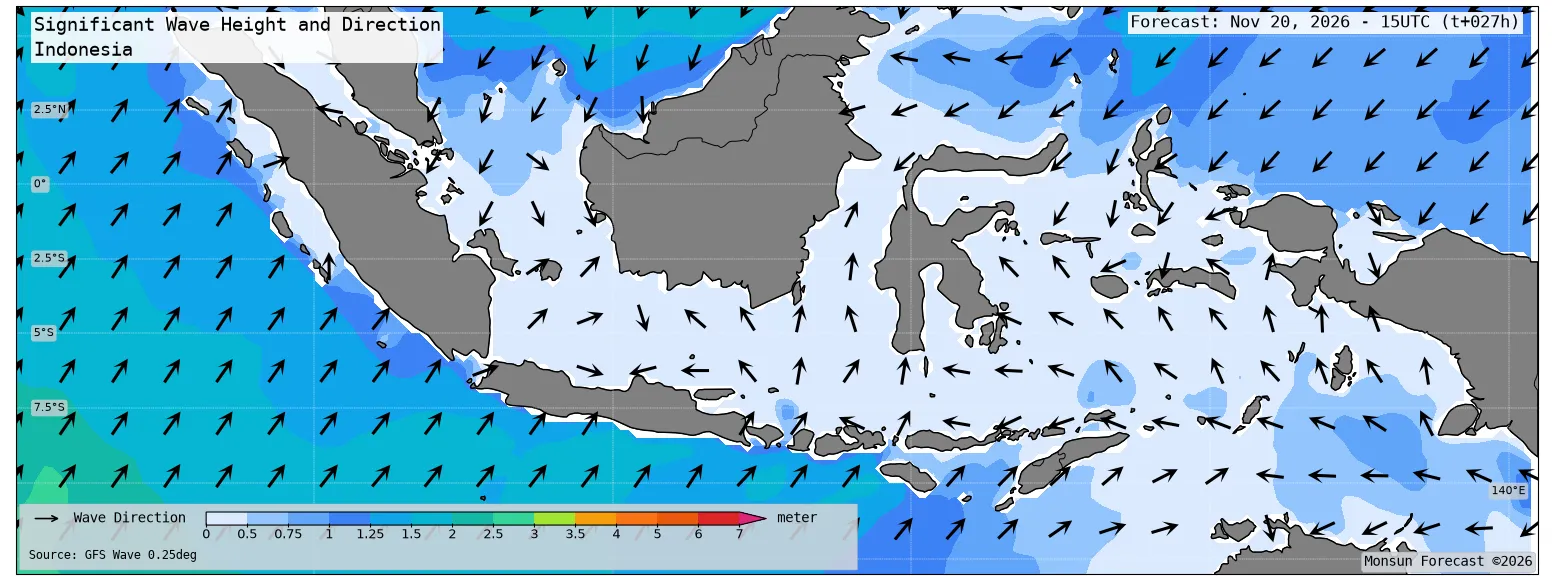 Significant Wave Height and Direction
Indonesia
Forecast: Nov 20, 2026 - 15UTC (t+027h)
2.5°N
0°
2.5°S
5°S
7.5°S
140°E
Wave Direction
0 0.5 0.75 1 1.25 1.5 2 2.5 3 3.5 4 5 6 7
meter
Source: GFS Wave 0.25deg
Monsun Forecast ©2026